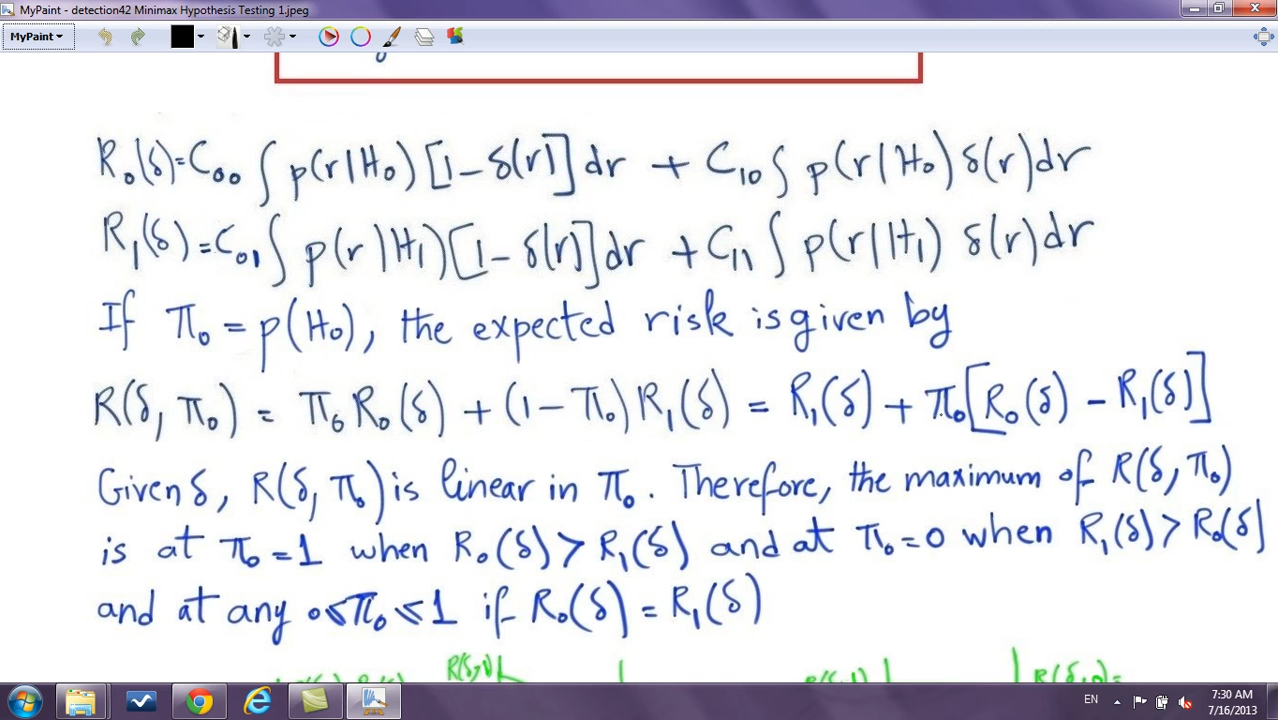 MyPaint - detection42 Minimax Hypothesis Testing 1.jpeg
MyPaint
R₀(δ)=C₀₀ ∫ p(r|H₀) [1-δ(r)] dr + C₁₀ ∫ p(r|H₀) δ(r) dr
R₁(δ)=C₀₁ ∫ p(r|H₁) [1-δ(r)] dr + C₁₁ ∫ p(r|H₁) δ(r) dr
If π₀ = p(H₀), the expected risk is given by
R(δ, π₀) = π₀ R₀(δ) + (1-π₀) R₁(δ) = R₁(δ) + π₀[R₀(δ) - R₁(δ)]
Given δ, R(δ, π₀) is linear in π₀. Therefore, the maximum of R(δ, π₀)
is at π₀=1 when R₀(δ) > R₁(δ) and at π₀=0 when R₁(δ) > R₀(δ)
and at any 0≤π₀≤1 if R₀(δ) = R₁(δ)
EN
7:30 AM
7/16/2013